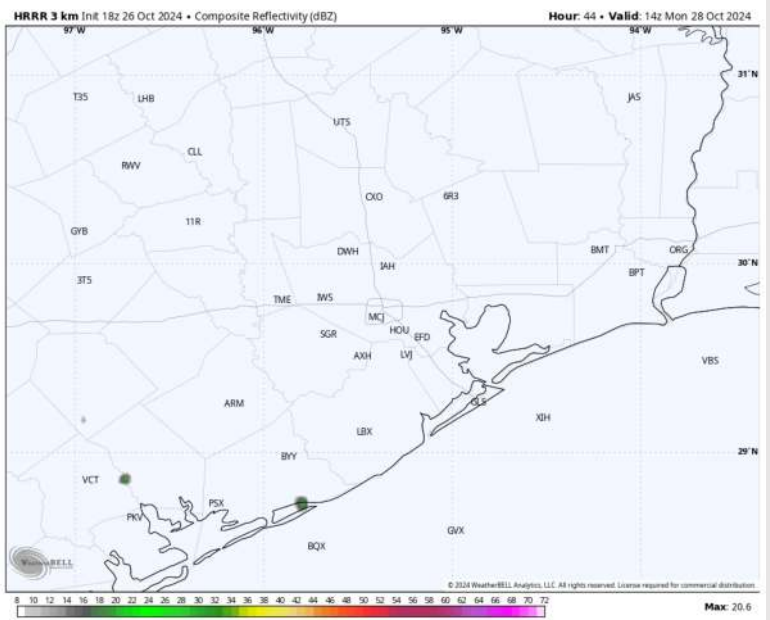 HRRR 3 km Init 18z 26 Oct 2024 • Composite Reflectivity (dBZ) Hour: 44 • Valid: 14z Mon 28 Oct 2024
97°W 96°W 95°W 94°W
31°N
T35 LHB JAS
UTS
CLL
RWV
CXO 6R3
11R
GYB
DWH BMT ORG
IAH 30°N
BPT
3T5
TME IWS
MCJ
SGR HOU EFD
AXH LVJ
VBS
ARM GLS
XIH
LBX
BYY 29°N
VCT
PSX
PKV
GVX
BQX
WeatherBELL
© 2024 WeatherBELL Analytics, LLC. All rights reserved. License required for commercial distribution.
8 10 12 14 16 18 20 22 24 26 28 30 32 34 36 38 40 42 44 46 48 50 52 54 56 58 60 62 64 66 68 70 72
Max: 20.6